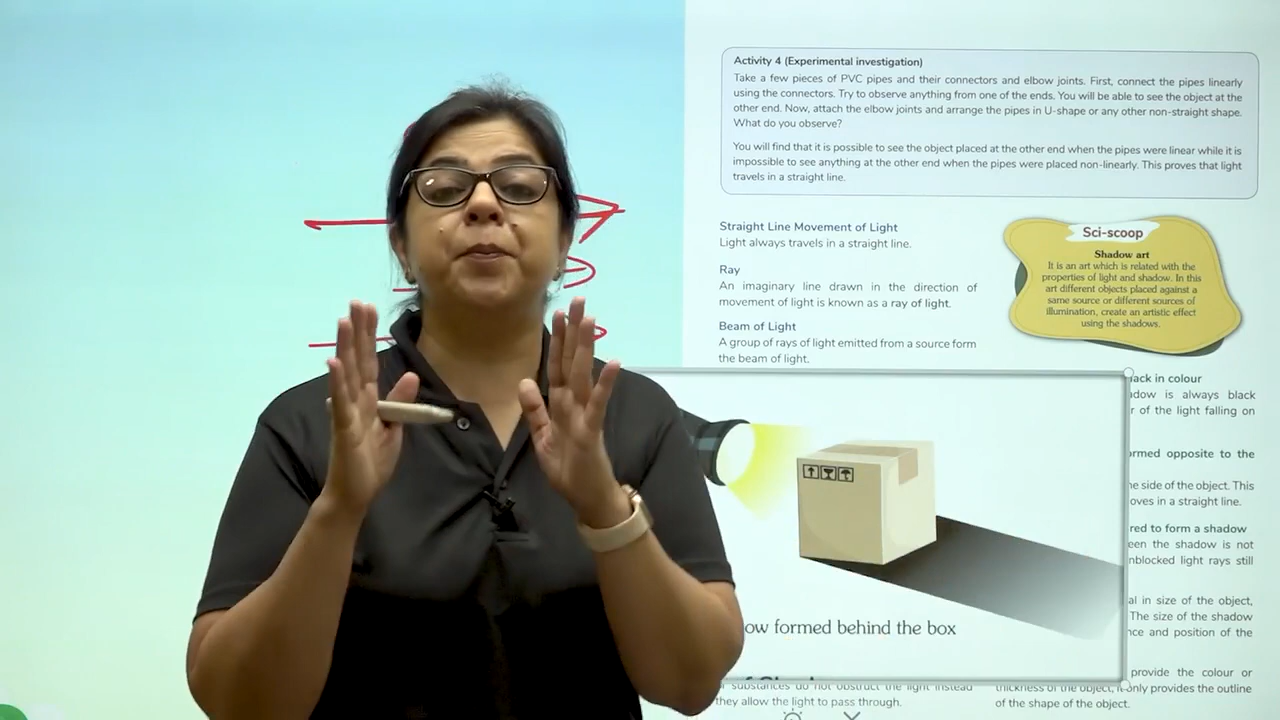 Activity 4 (Experimental investigation)
Take a few pieces of PVC pipes and their connectors and elbow joints. First, connect the pipes linearly
using the connectors. Try to observe anything from one of the ends. You will be able to see the object at the
other end. Now, attach the elbow joints and arrange the pipes in U-shape or any other non-straight shape.
What do you observe?
You will find that it is possible to see the object placed at the other end when the pipes were linear while it is
impossible to see anything at the other end when the pipes were placed non-linearly. This proves that light
travels in a straight line.
Straight Line Movement of Light
Light always travels in a straight line.
Ray
An imaginary line drawn in the direction of
movement of light is known as a ray of light.
Beam of Light
A group of rays of light emitted from a source form
the beam of light.
Sci-scoop
Shadow art
It is an art which is related with the
properties of light and shadow. In this
art different objects placed against a
same source or different sources of
illumination, create an artistic effect
using the shadows.
formed behind the box
substances do not obstruct the light instead
they allow the light to pass through.
in colour
is always black
of the light falling on
opposite to the
side of the object. This
in a straight line.
to form a shadow
the shadow is not
light rays still
in size of the object,
The size of the shadow
and position of the
provide the colour or
thickness of the object, it only provides the outline
of the shape of the object.